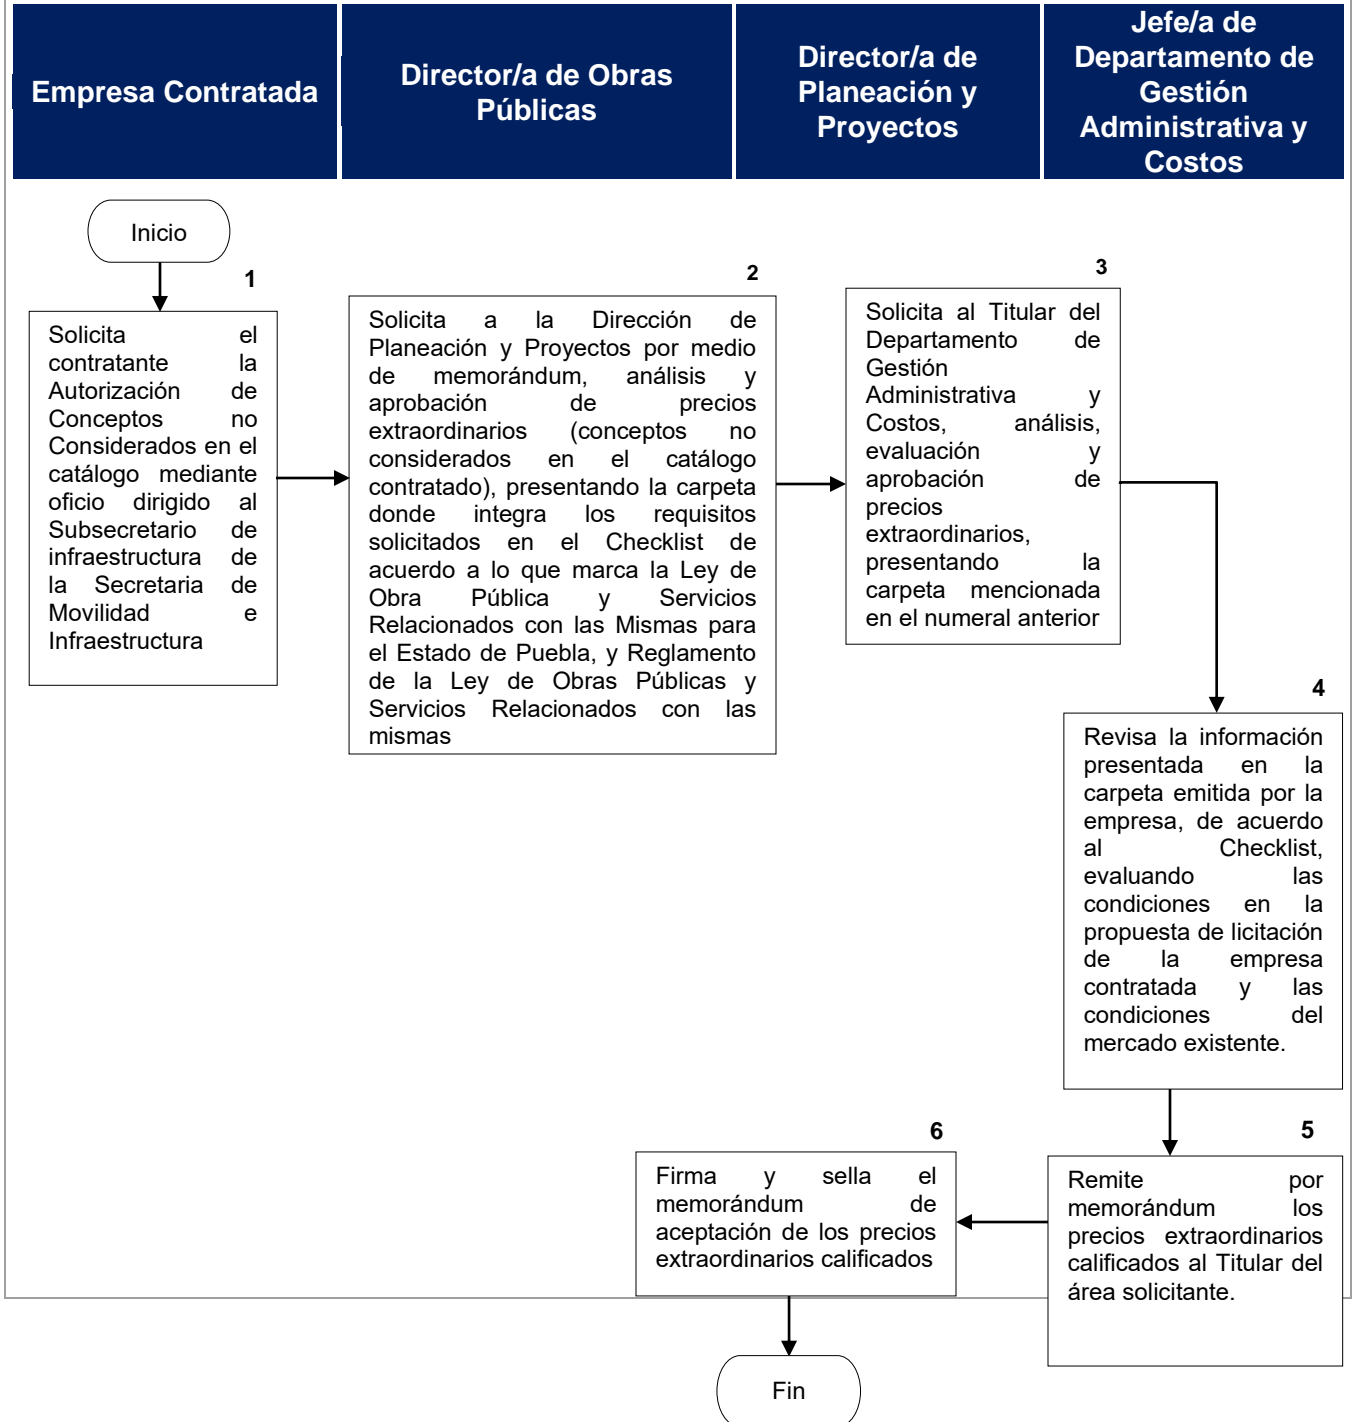 Empresa Contratada
Director/a de Obras
Públicas
Director/a de
Planeación y
Proyectos
Jefe/a de
Departamento de
Gestión
Administrativa y
Costos
Inicio
1
Solicita el
contratante la
Autorización de
Conceptos no
Considerados en el
catálogo mediante
oficio dirigido al
Subsecretario de
infraestructura de
la Secretaria de
Movilidad e
Infraestructura
2
Solicita a la Dirección de
Planeación y Proyectos por medio
de memorándum, análisis y
aprobación de precios
extraordinarios (conceptos no
considerados en el catálogo
contratado), presentando la carpeta
donde integra los requisitos
solicitados en el Checklist de
acuerdo a lo que marca la Ley de
Obra Pública y Servicios
Relacionados con las Mismas para
el Estado de Puebla, y Reglamento
de la Ley de Obras Públicas y
Servicios Relacionados con las
mismas
3
Solicita al Titular del
Departamento de
Gestión
Administrativa y
Costos, análisis,
evaluación y
aprobación de
precios
extraordinarios,
presentando la
carpeta mencionada
en el numeral anterior
4
Revisa la información
presentada en la
carpeta emitida por la
empresa, de acuerdo
al Checklist,
evaluando las
condiciones en la
propuesta de licitación
de la empresa
contratada y las
condiciones del
mercado existente.
5
Remite por
memorándum los
precios extraordinarios
calificados al Titular del
área solicitante.
6
Firma y sella el
memorándum de
aceptación de los precios
extraordinarios calificados
Fin